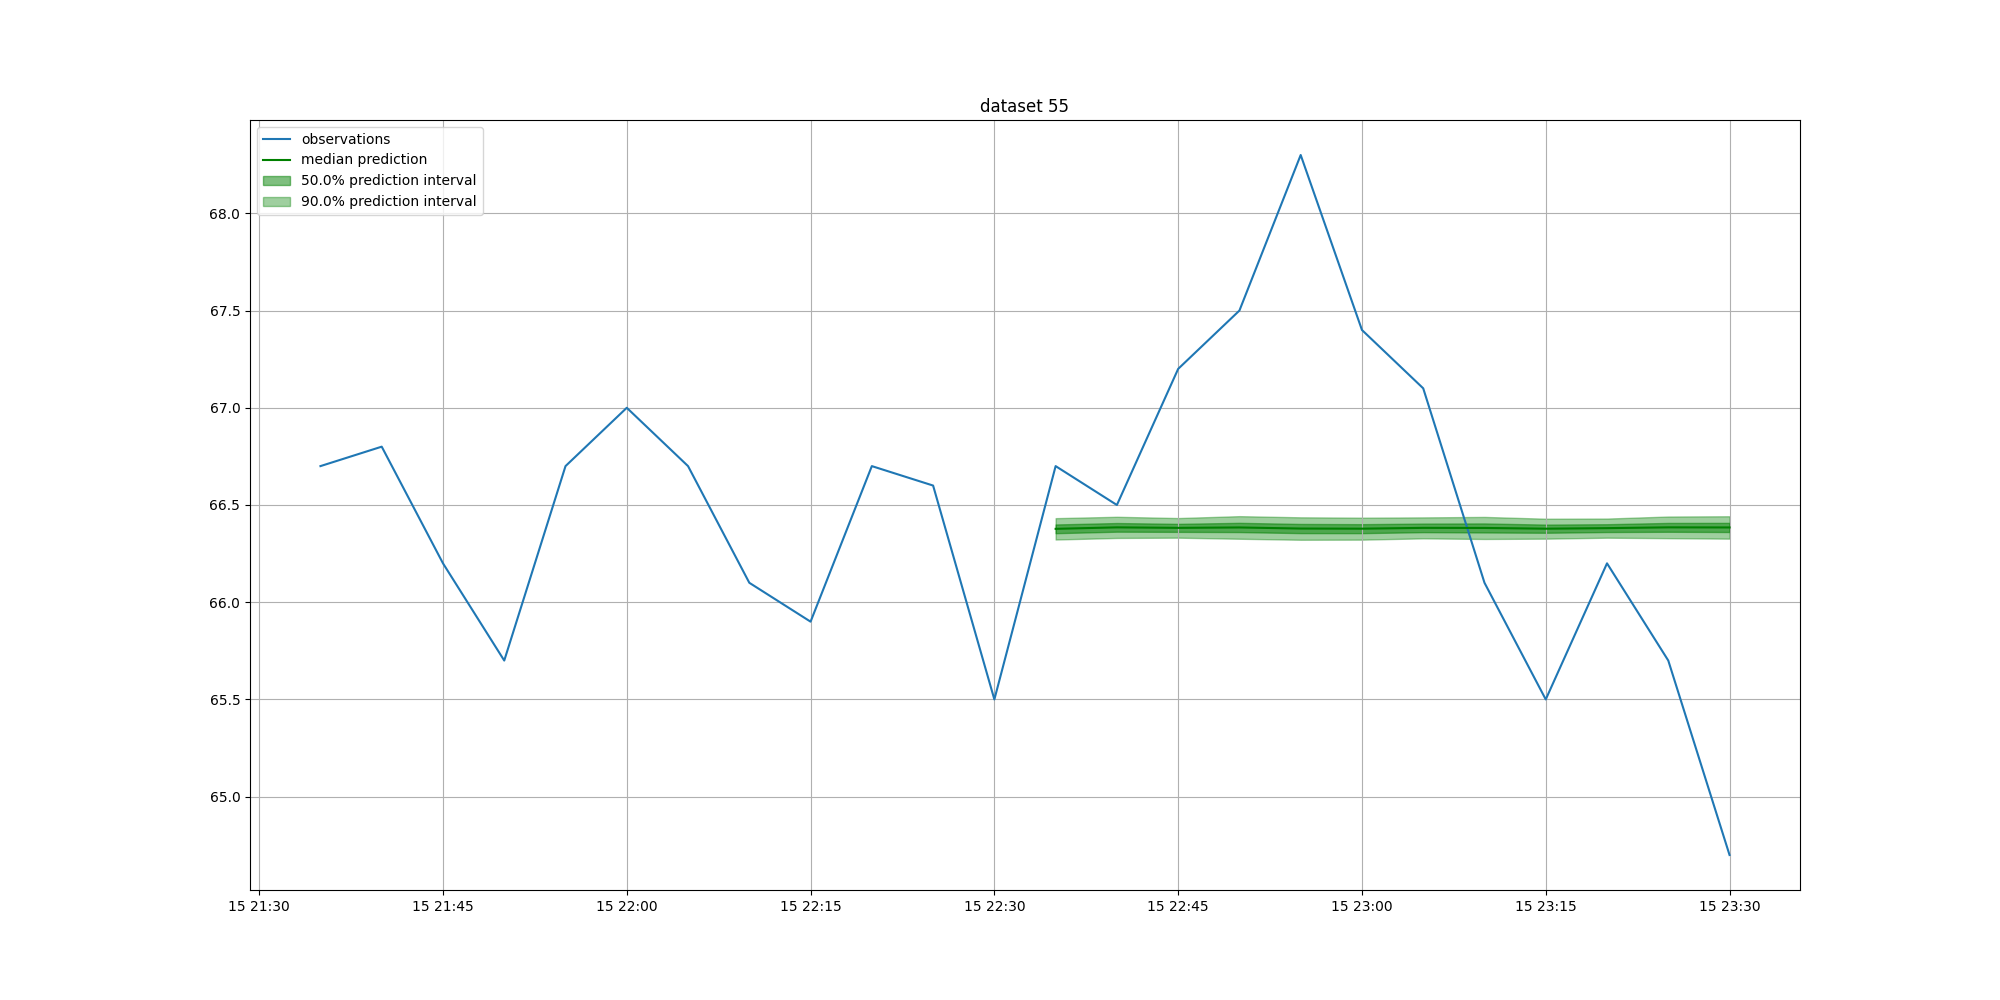 dataset 55
observations
median prediction
50.0% prediction interval
90.0% prediction interval
68.0
67.5
67.0
66.5
66.0
65.5
65.0
15 21:30 15 21:45 15 22:00 15 22:15 15 22:30 15 22:45 15 23:00 15 23:15 15 23:30